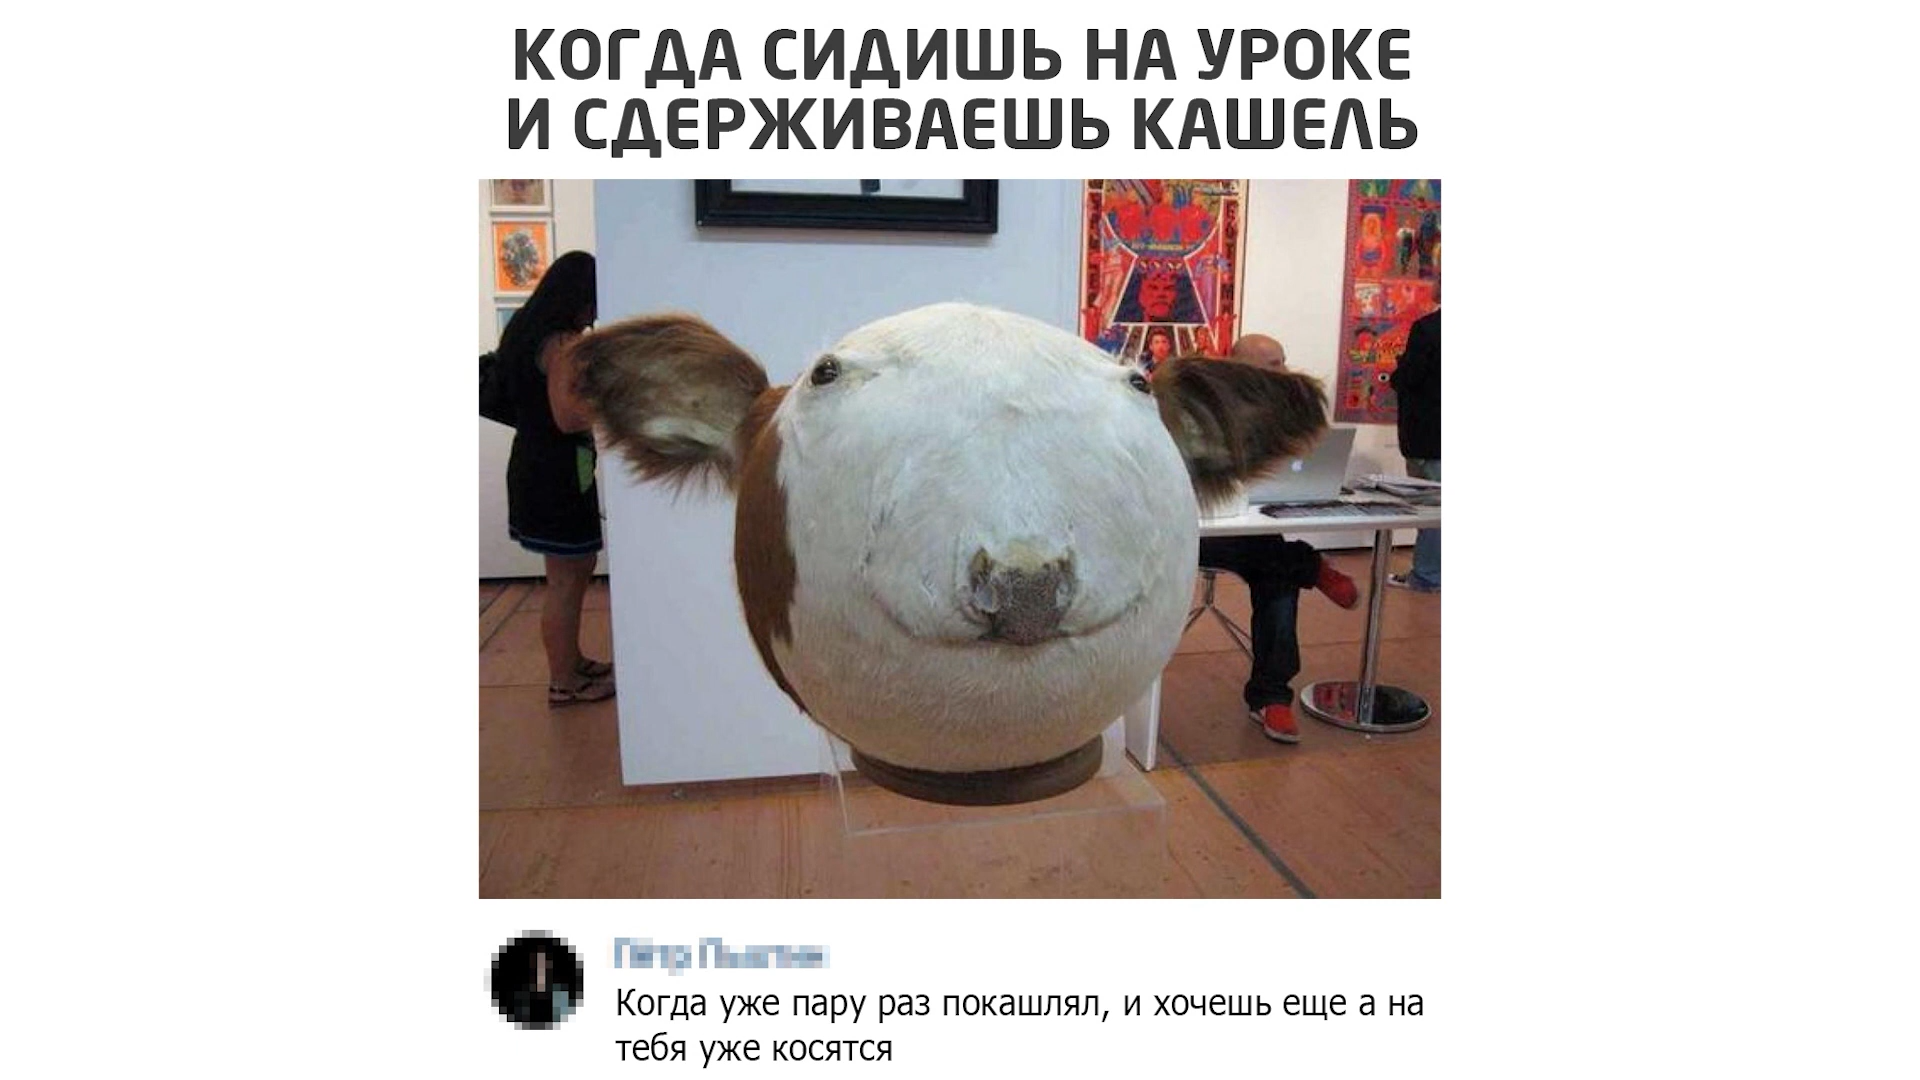 КОГДА СИДИШЬ НА УРОКЕ
И СДЕРЖИВАЕШЬ КАШЕЛЬ
Когда уже пару раз покашлял, и хочешь еще а на
тебя уже косятся